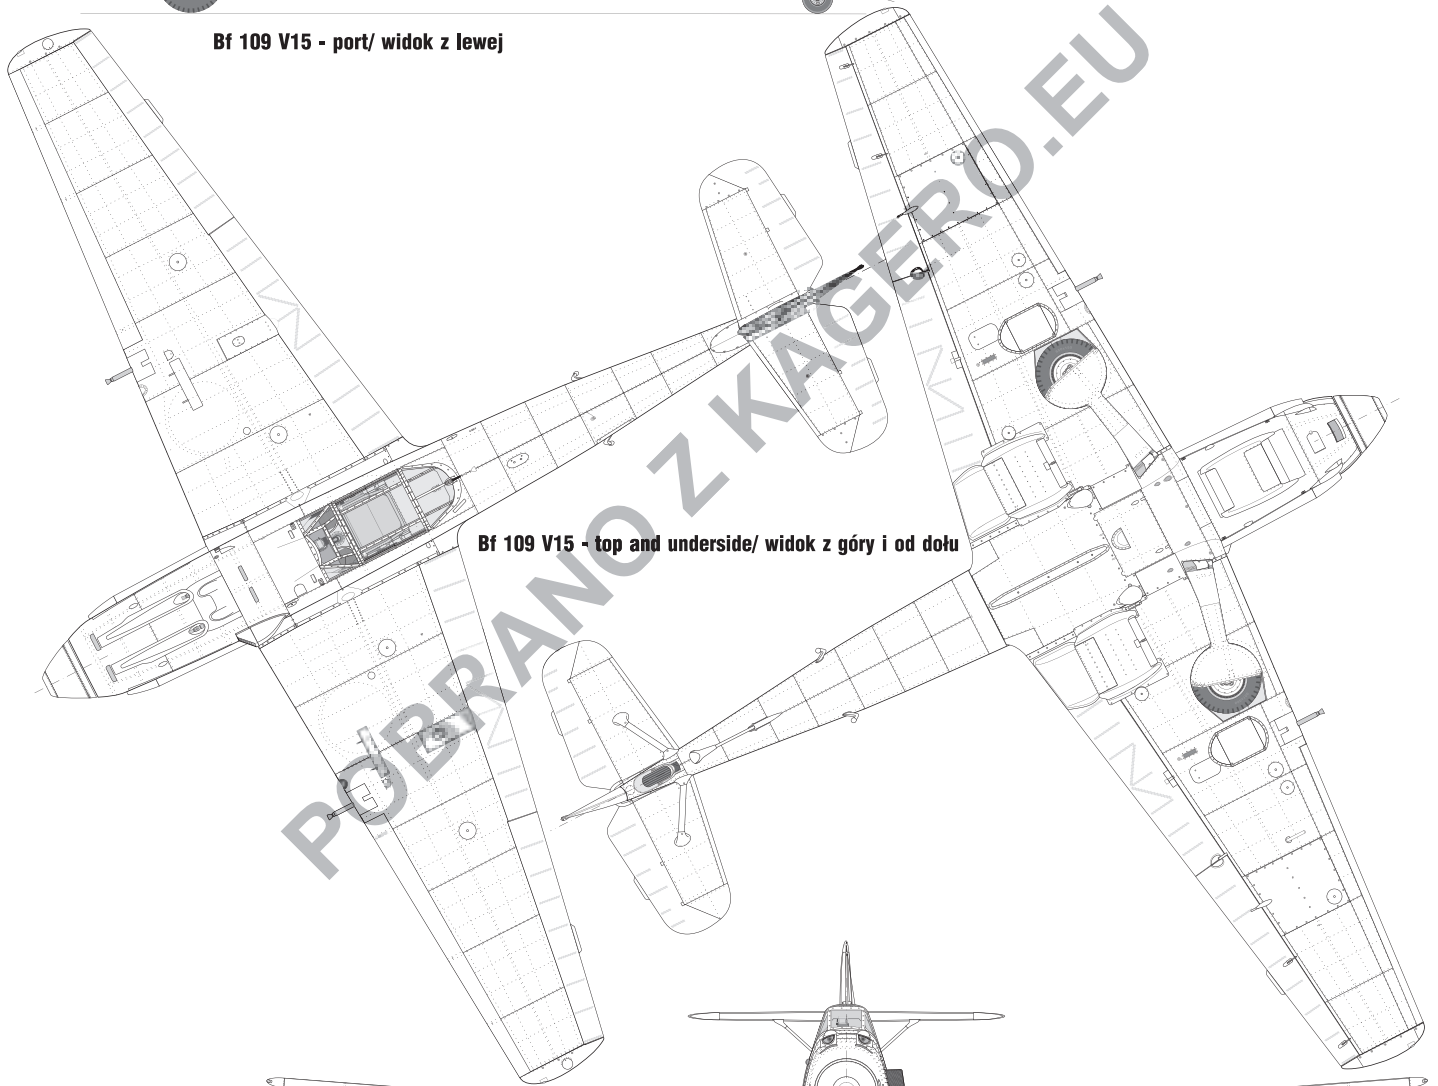 Bf 109 V15 - port/ widok z lewej
Bf 109 V15 - top and underside/ widok z góry i od dołu
POBRANO Z KAGERO.EU